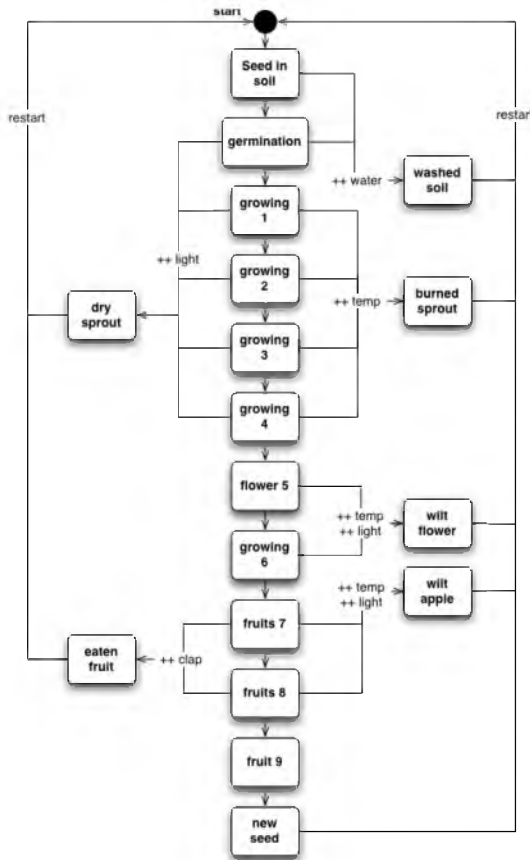 start
Seed in
soil
restart
restart
germination
++ water
washed
soil
growing
1
++ light
growing
2
dry
sprout
++ temp
burned
sprout
growing
3
growing
4
flower 5
++ temp
++ light
wilt
flower
growing
6
++ temp
++ light
wilt
apple
fruits 7
eaten
fruit
++ clap
fruits 8
fruit 9
new
seed